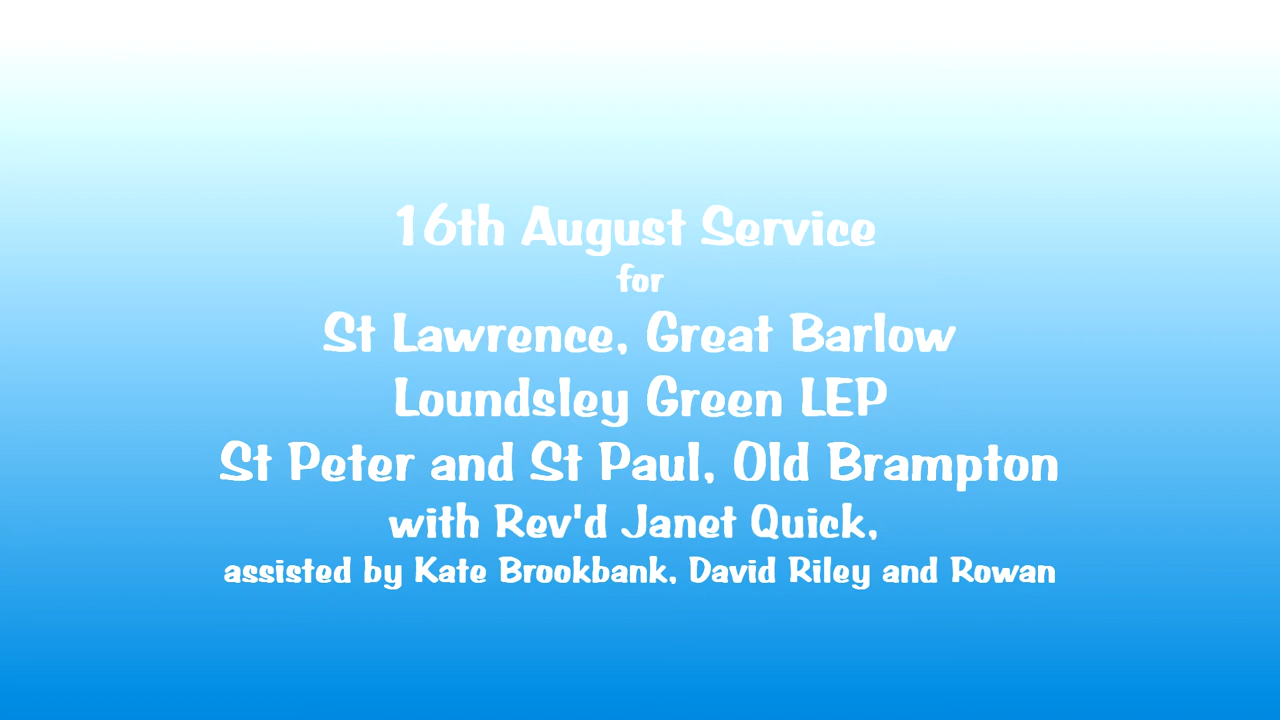 16th August Service
for
St Lawrence, Great Barlow
Loundsley Green LEP
St Peter and St Paul, Old Brampton
with Rev'd Janet Quick,
assisted by Kate Brookbank, David Riley and Rowan